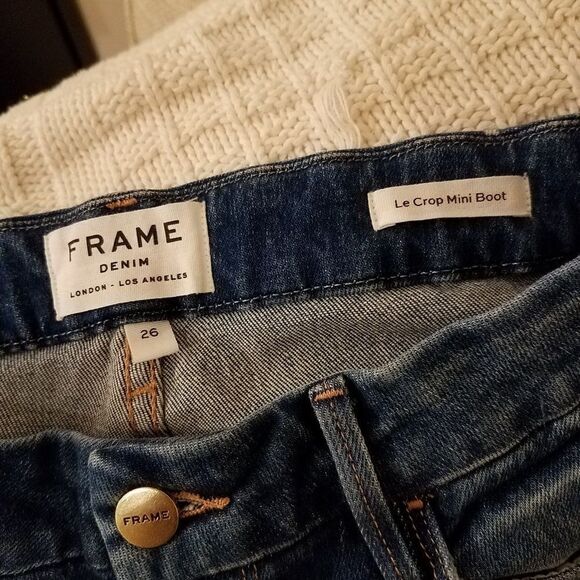 FRAME
DENIM
LONDON - LOS ANGELES
Le Crop Mini Boot
26
FRAME